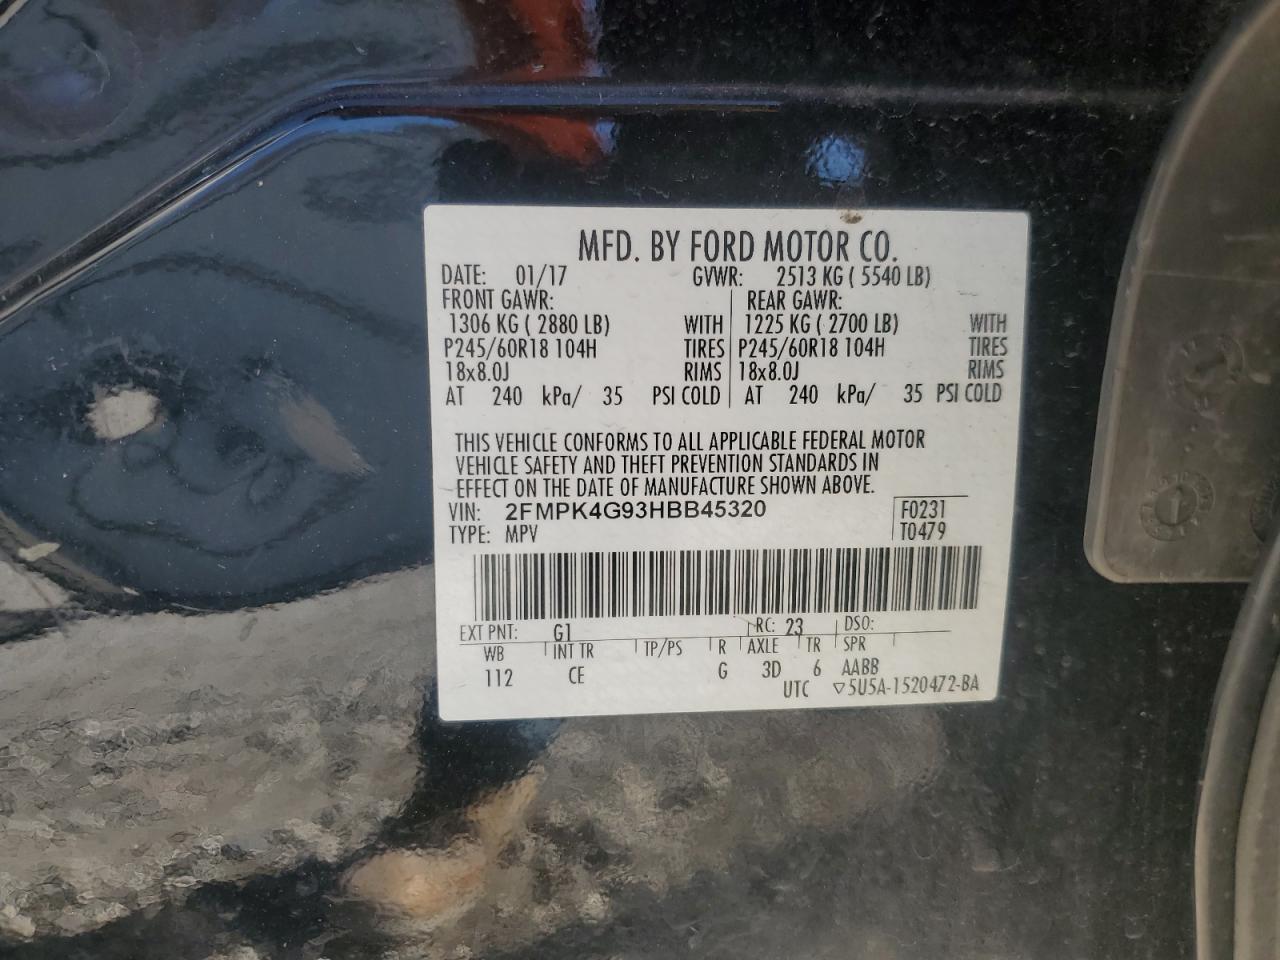 MFD. BY FORD MOTOR CO.
DATE: 01/17 GVWR: 2513 KG ( 5540 LB)
FRONT GAWR: REAR GAWR:
1306 KG ( 2880 LB) WITH 1225 KG ( 2700 LB) WITH
P245/60R18 104H TIRES P245/60R18 104H TIRES
18x8.0J RIMS 18x8.0J RIMS
AT 240 kPa/ 35 PSI COLD AT 240 kPa/ 35 PSI COLD
THIS VEHICLE CONFORMS TO ALL APPLICABLE FEDERAL MOTOR
VEHICLE SAFETY AND THEFT PREVENTION STANDARDS IN
EFFECT ON THE DATE OF MANUFACTURE SHOWN ABOVE.
VIN: 2FMPK4G93HBB45320 F0231
TYPE: MPV T0479
EXT PNT: G1 RC: 23 DSO:
WB INT TR TP/PS R AXLE TR SPR
112 CE G 3D 6 AABB
UTC ▽5U5A-1520472-BA